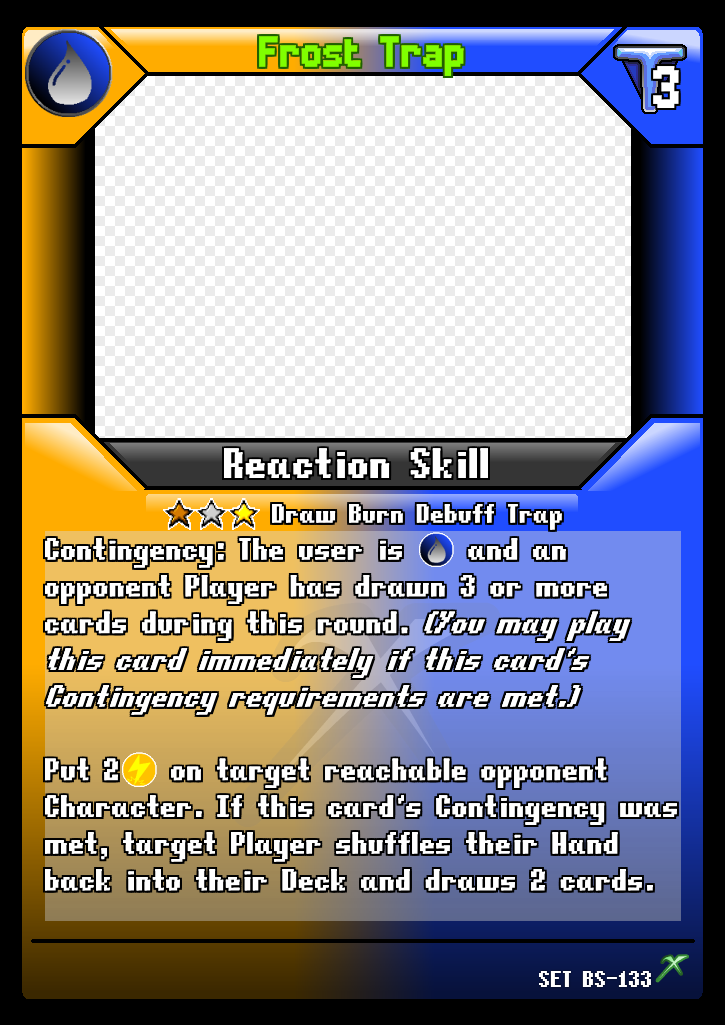 Frost Trap
3
Reaction Skill
Draw Burn Debuff Trap
Contingency: The user is and an
opponent Player has drawn 3 or more
cards during this round. (You may play
this card immediately if this card's
Contingency requirements are met.)
Put 2 on target reachable opponent
Character. If this card's Contingency was
met, target Player shuffles their Hand
back into their Deck and draws 2 cards.
SET BS-133